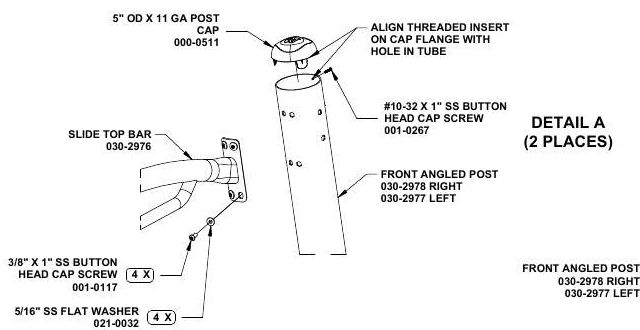 5" OD X 11 GA POST
CAP
000-0511
ALIGN THREADED INSERT
ON CAP FLANGE WITH
HOLE IN TUBE
#10-32 X 1" SS BUTTON
HEAD CAP SCREW
001-0267
DETAIL A
(2 PLACES)
SLIDE TOP BAR
030-2976
FRONT ANGLED POST
030-2978 RIGHT
030-2977 LEFT
3/8" X 1" SS BUTTON
HEAD CAP SCREW
001-0117
4 X
5/16" SS FLAT WASHER
021-0032
4 X
FRONT ANGLED POST
030-2978 RIGHT
030-2977 LEFT